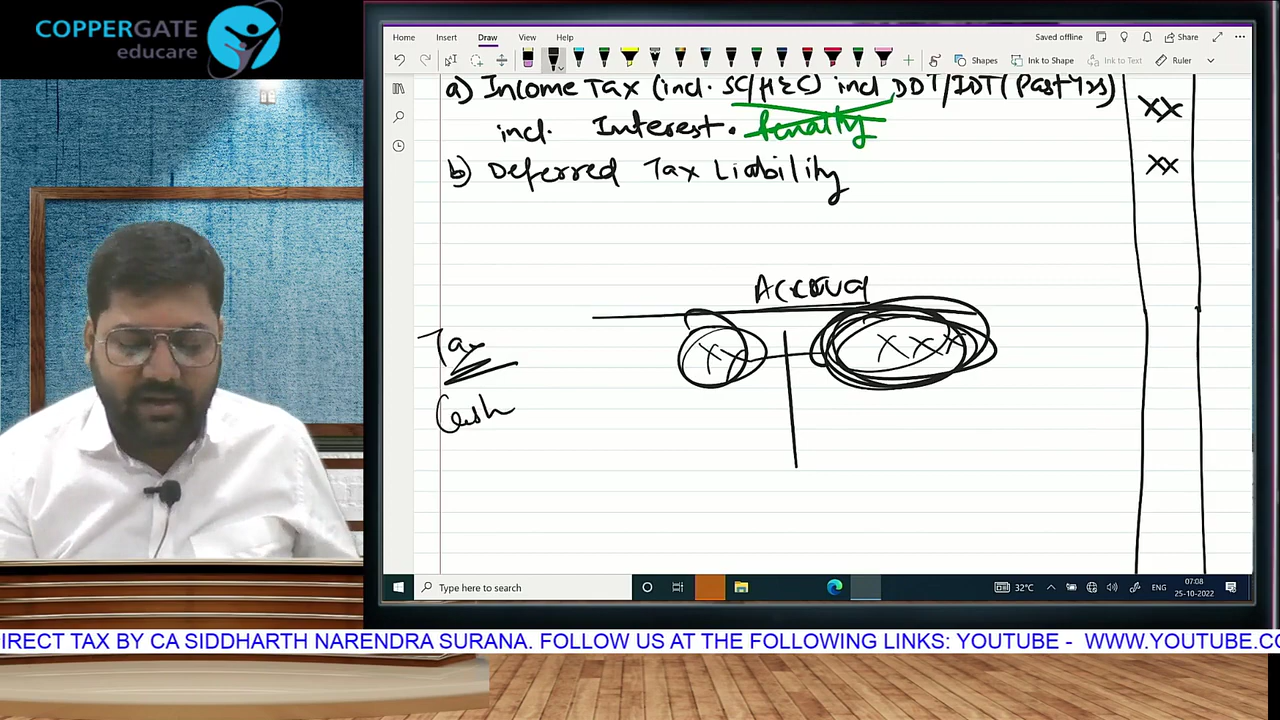 COPPERGATE
educare
Home Insert Draw View Help
Saved offline
Share
Shapes
Ink to Shape
Ink to Text
Ruler
a) Income Tax (incl. SC/HEC) incl DDT/IDT (Past Yrs)
XX
incl. Interest. Penalty
b) Deferred Tax Liability
XX
Accrual
Tax
XX
XXX
Cash
Type here to search
32°C
ENG
07:08
25-10-2022
IRECT TAX BY CA SIDDHARTH NARENDRA SURANA. FOLLOW US AT THE FOLLOWING LINKS: YOUTUBE - WWW.YOUTUBE.CO